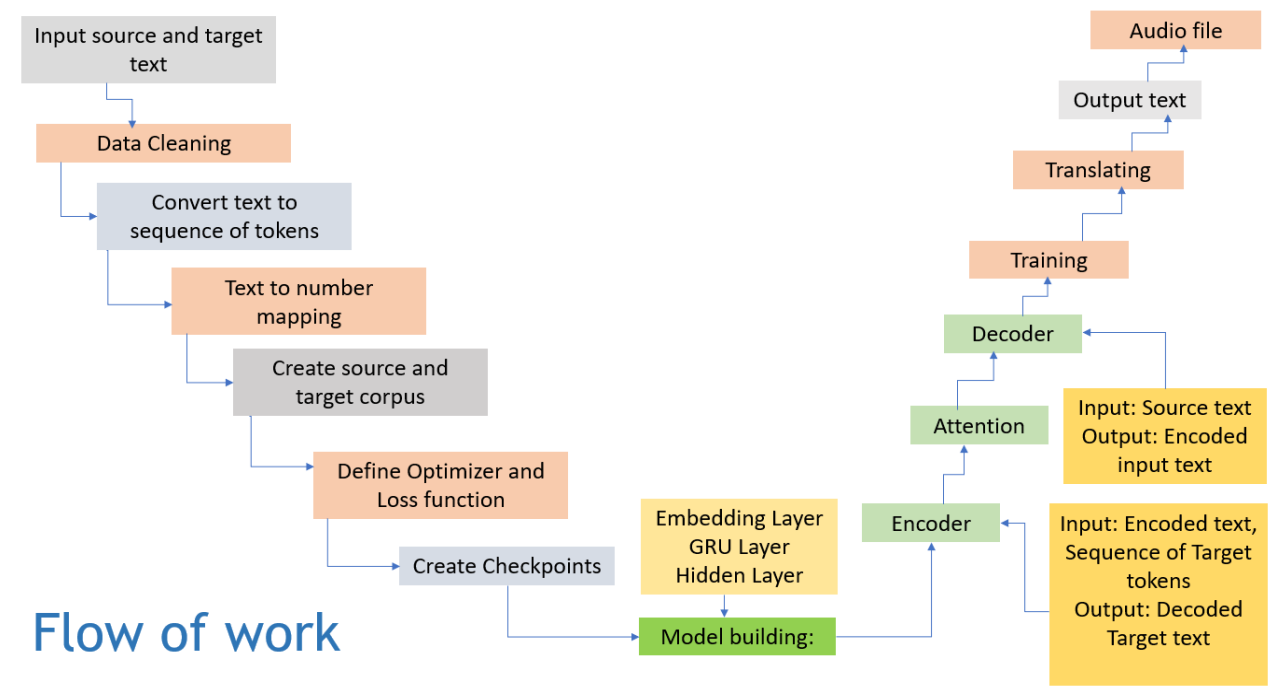 Input source and target
text
Data Cleaning
Convert text to
sequence of tokens
Text to number
mapping
Create source and
target corpus
Define Optimizer and
Loss function
Create Checkpoints
Embedding Layer
GRU Layer
Hidden Layer
Model building:
Encoder
Input: Encoded text,
Sequence of Target
tokens
Output: Decoded
Target text
Attention
Decoder
Input: Source text
Output: Encoded
input text
Training
Translating
Output text
Audio file
Flow of work